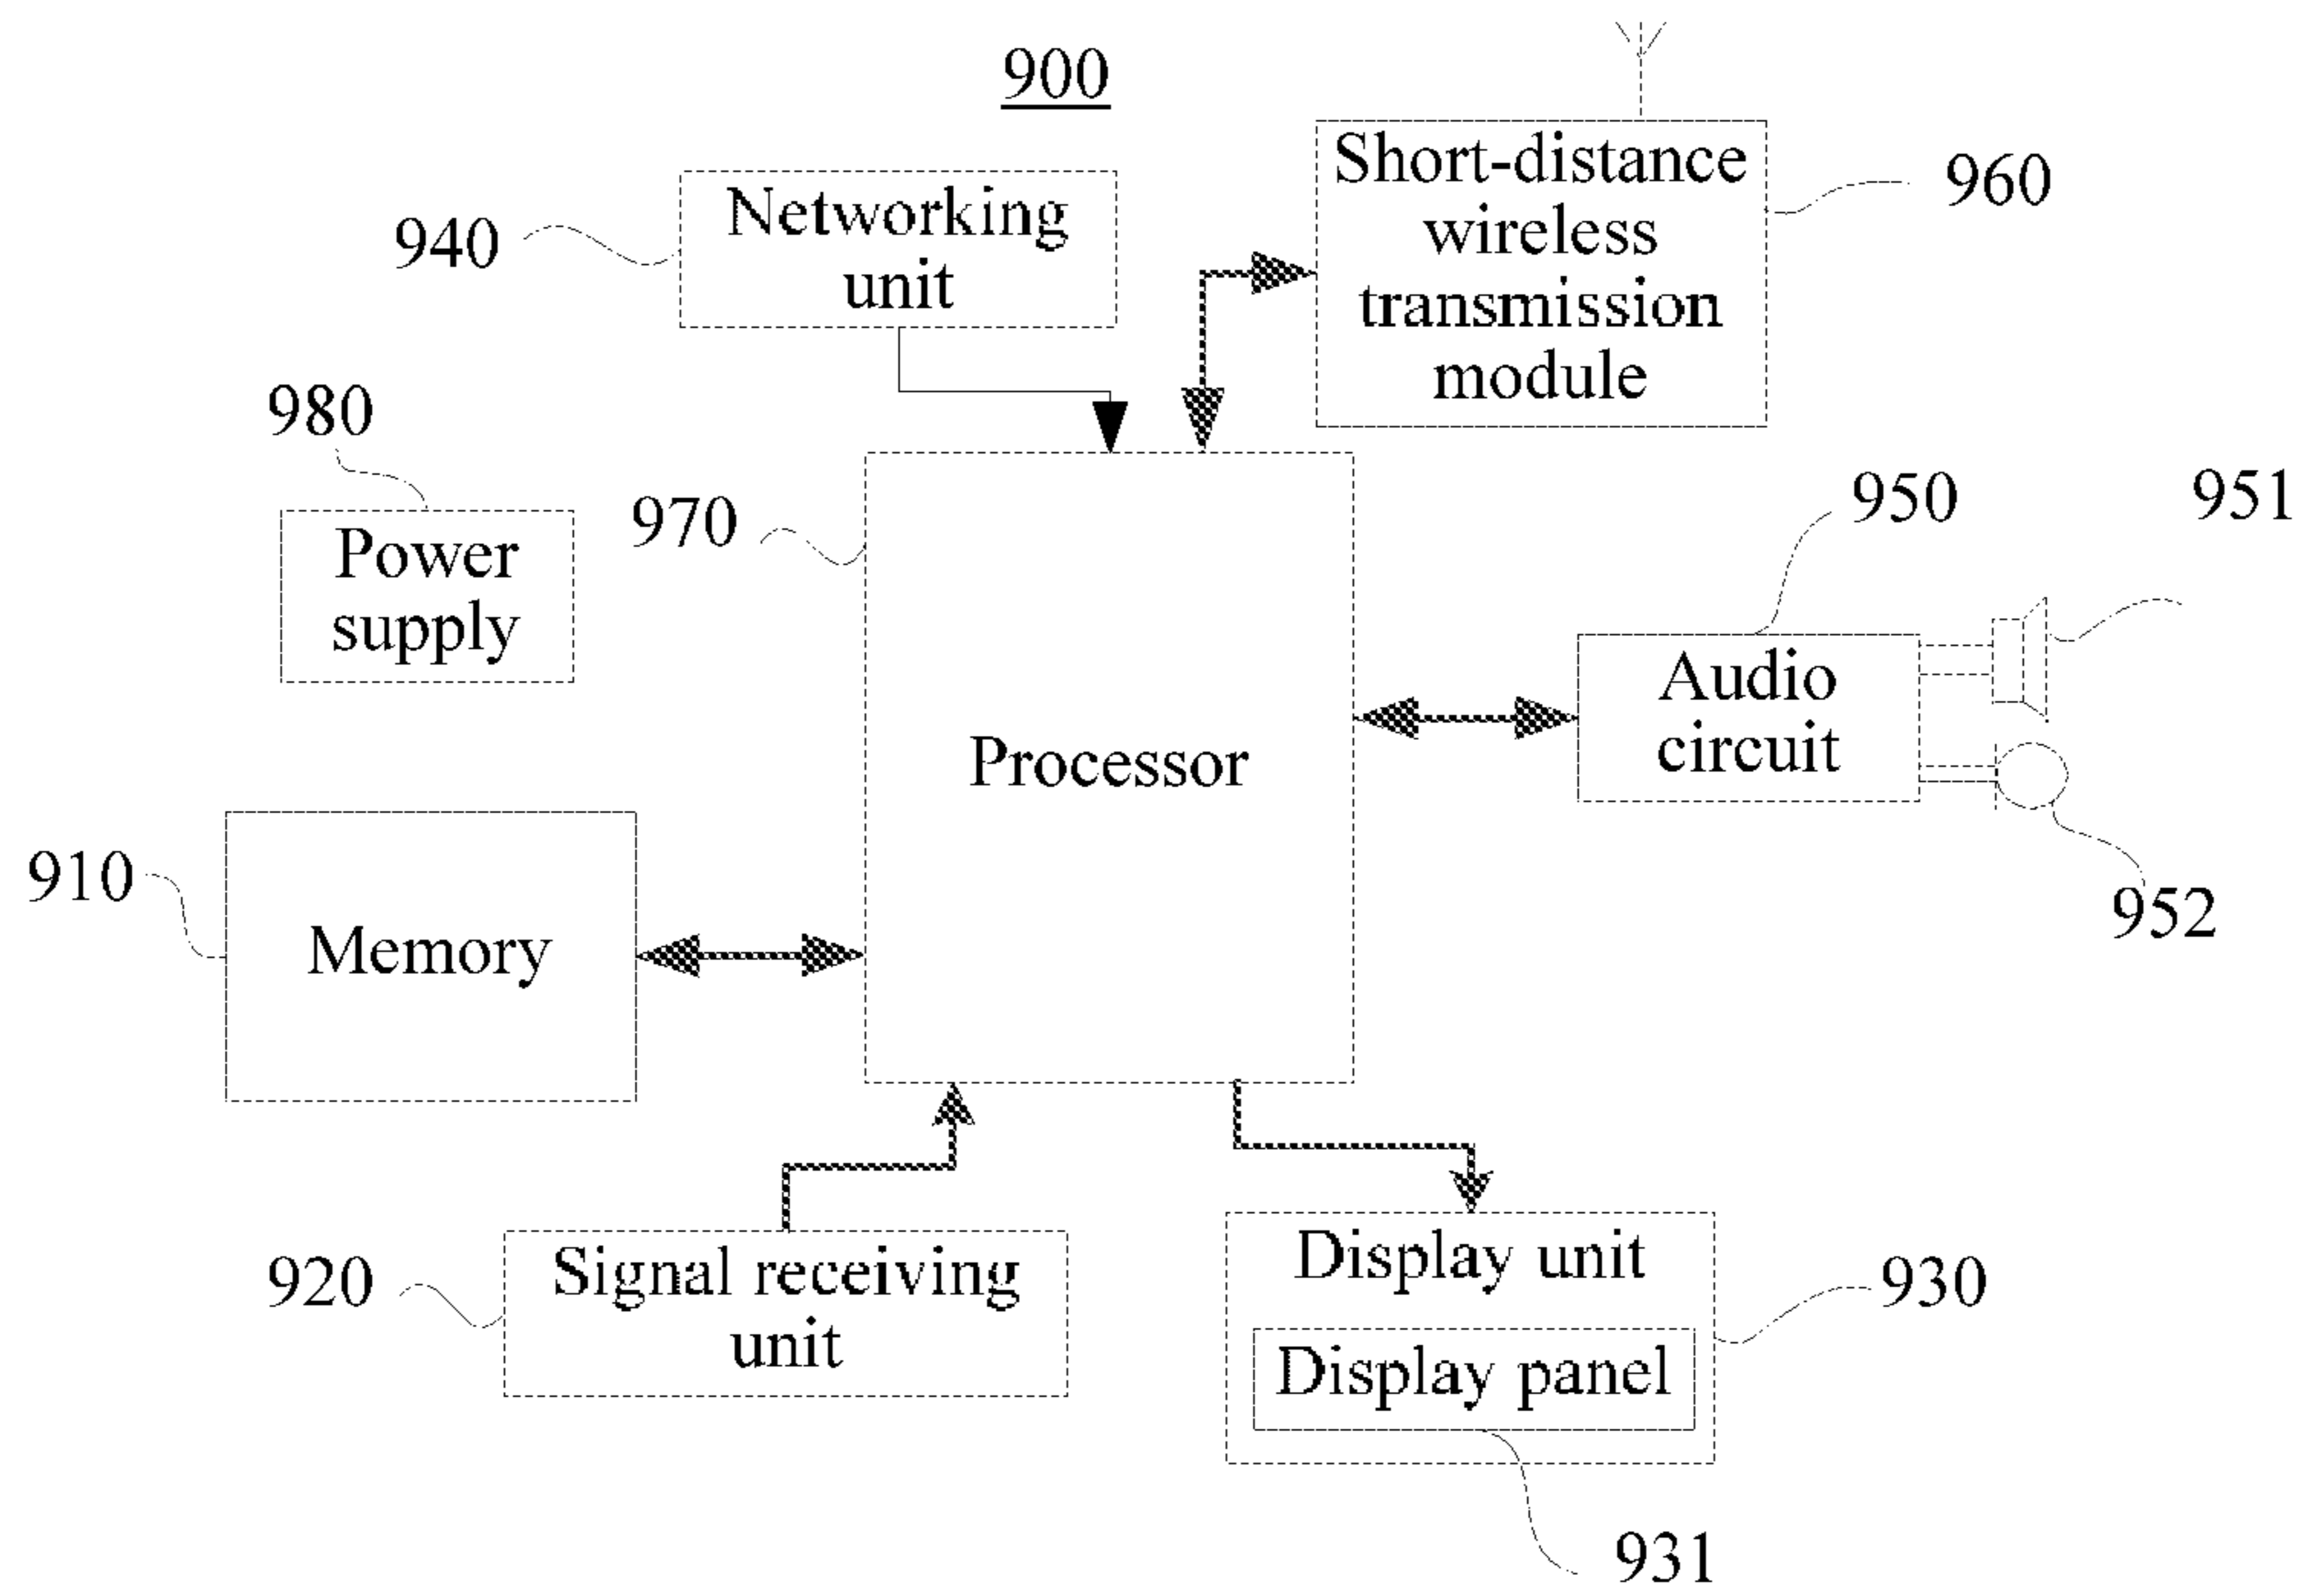 900
Short-distance
wireless
transmission
module
960
Networking
unit
940
980
Power
supply
970
Processor
950
951
Audio
circuit
952
910
Memory
920
Signal receiving
unit
Display unit
930
Display panel
931